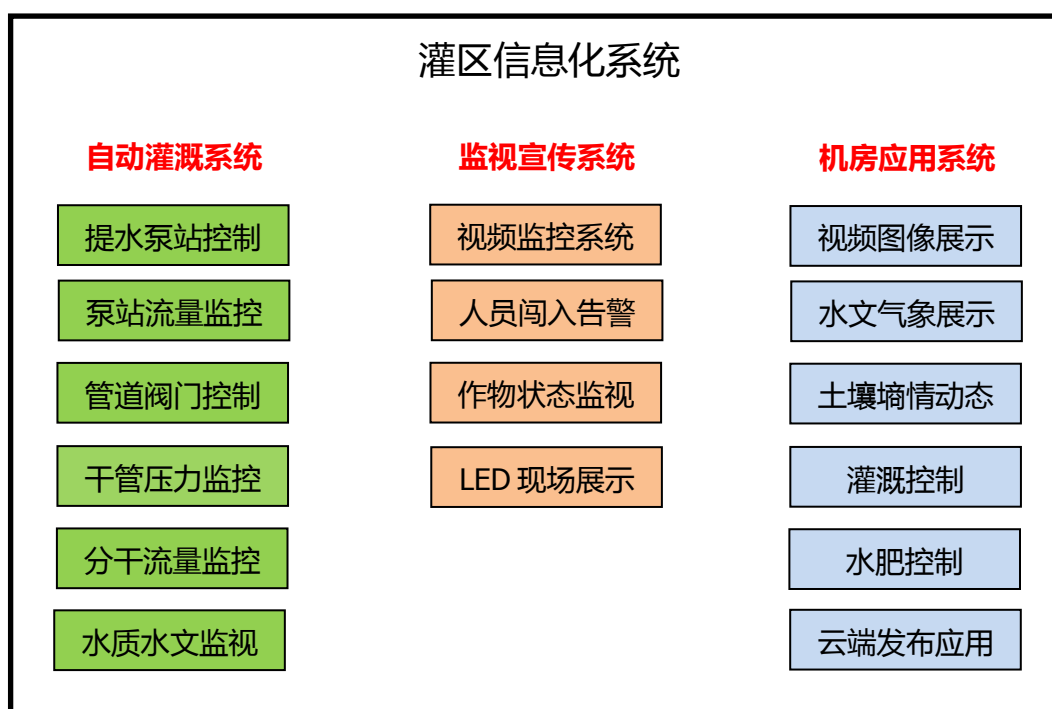 灌区信息化系统
自动灌溉系统
提水泵站控制
泵站流量监控
管道阀门控制
干管压力监控
分干流量监控
水质水文监视
监视宣传系统
视频监控系统
人员闯入告警
作物状态监视
LED 现场展示
机房应用系统
视频图像展示
水文气象展示
土壤墒情动态
灌溉控制
水肥控制
云端发布应用